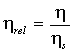 η_rel = η / η_s